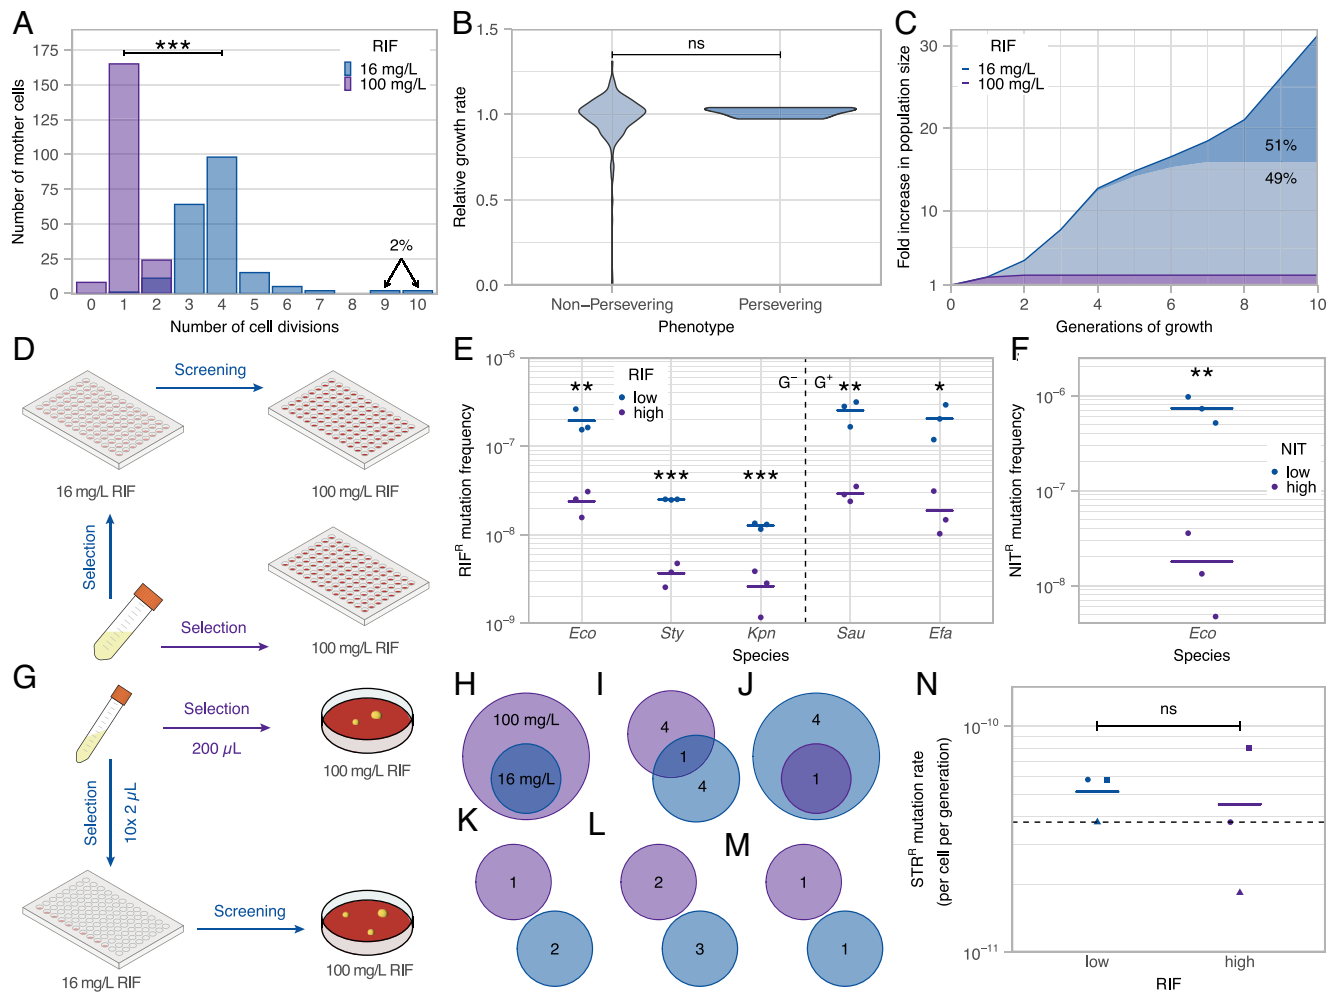 A
***
RIF
16 mg/L
100 mg/L
175
150
125
100
75
50
25
0
2%
0 1 2 3 4 5 6 7 8 9 10
Number of cell divisions
Number of mother cells
B
1.5
1.0
0.5
0.0
ns
Relative growth rate
Non–Persevering Persevering
Phenotype
C
RIF
16 mg/L
100 mg/L
30
20
10
1
51%
49%
0 2 4 6 8 10
Generations of growth
Fold increase in population size
D
Screening
16 mg/L RIF
100 mg/L RIF
Selection
Selection
100 mg/L RIF
E
RIF
low
high
G− G+
** *** *** ** *
10−6
10−7
10−8
10−9
RIFR mutation frequency
Eco Sty Kpn Sau Efa
Species
F
**
NIT
low
high
10−6
10−7
10−8
NITR mutation frequency
Eco
Species
G
Selection
200 µL
100 mg/L RIF
Selection
10x 2 µL
Screening
16 mg/L RIF
100 mg/L RIF
H
100 mg/L
16 mg/L
I
4
1
4
J
4
1
K
1
2
L
2
3
M
1
1
N
ns
10−10
10−11
STRR mutation rate
(per cell per generation)
low high
RIF